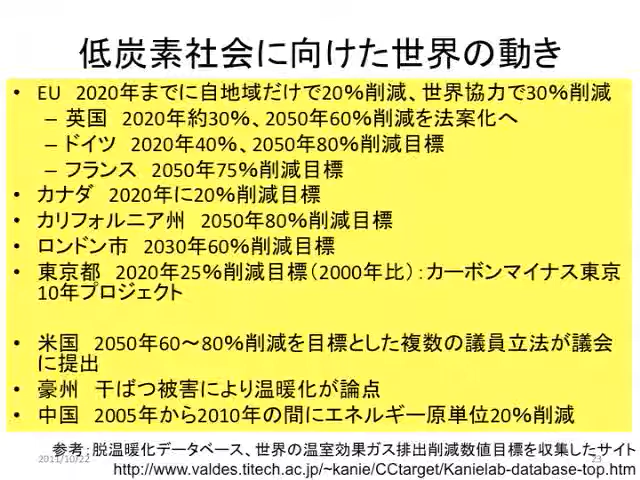 低炭素社会に向けた世界の動き
• EU 2020年までに自地域だけで20%削減、世界協力で30%削減
– 英国 2020年約30%、2050年60%削減を法案化へ
– ドイツ 2020年40%、2050年80%削減目標
– フランス 2050年75%削減目標
• カナダ 2020年に20%削減目標
• カリフォルニア州 2050年80%削減目標
• ロンドン市 2030年60%削減目標
• 東京都 2020年25%削減目標(2000年比):カーボンマイナス東京
10年プロジェクト
• 米国 2050年60～80%削減を目標とした複数の議員立法が議会
に提出
• 豪州 干ばつ被害により温暖化が論点
• 中国 2005年から2010年の間にエネルギー原単位20%削減
参考:脱温暖化データベース、世界の温室効果ガス排出削減数値目標を収集したサイト
2011/10/22
23
http://www.valdes.titech.ac.jp/~kanie/CCtarget/Kanielab-database-top.htm